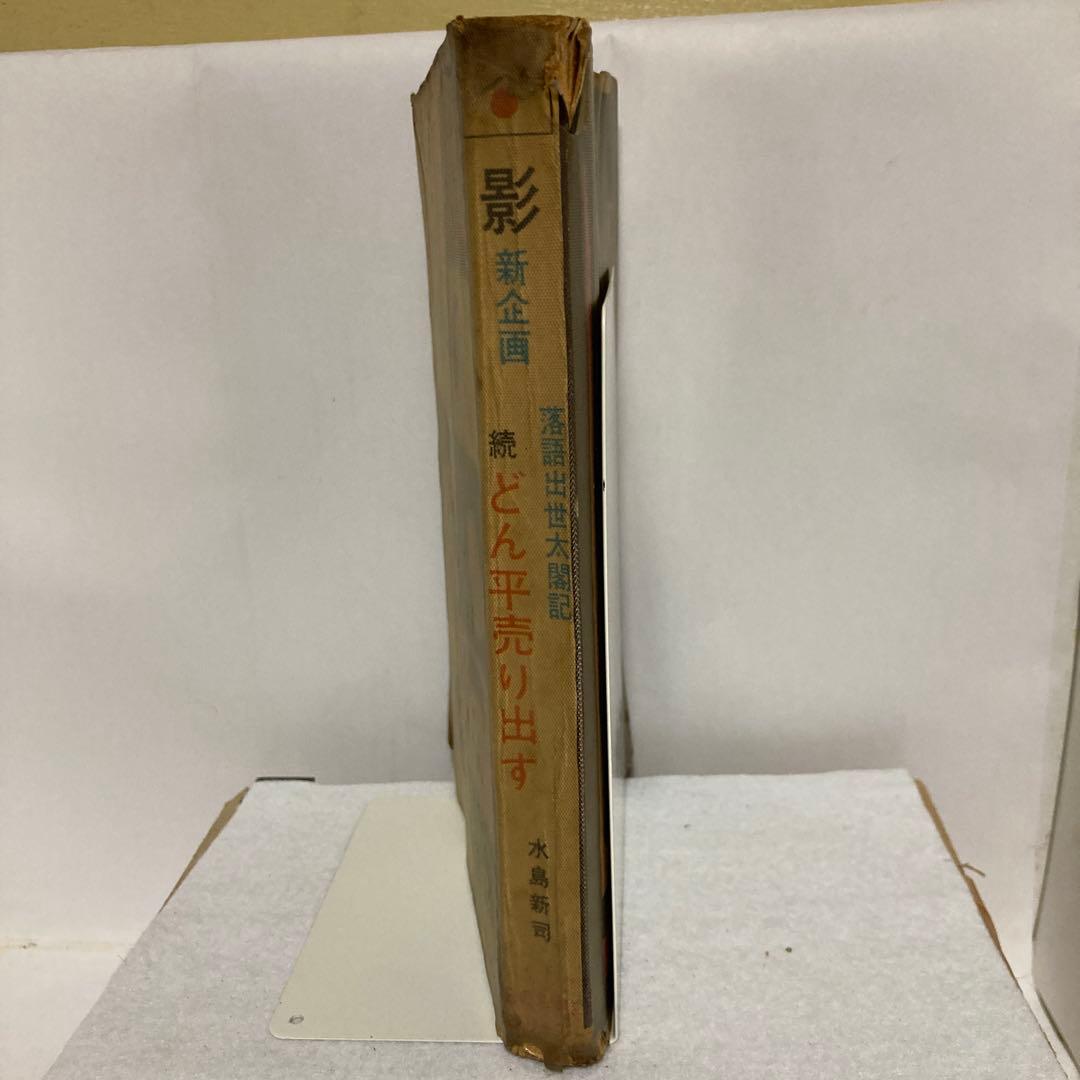 影
新企画
落語出世太閤記
続
どん平売り出す
水島新司